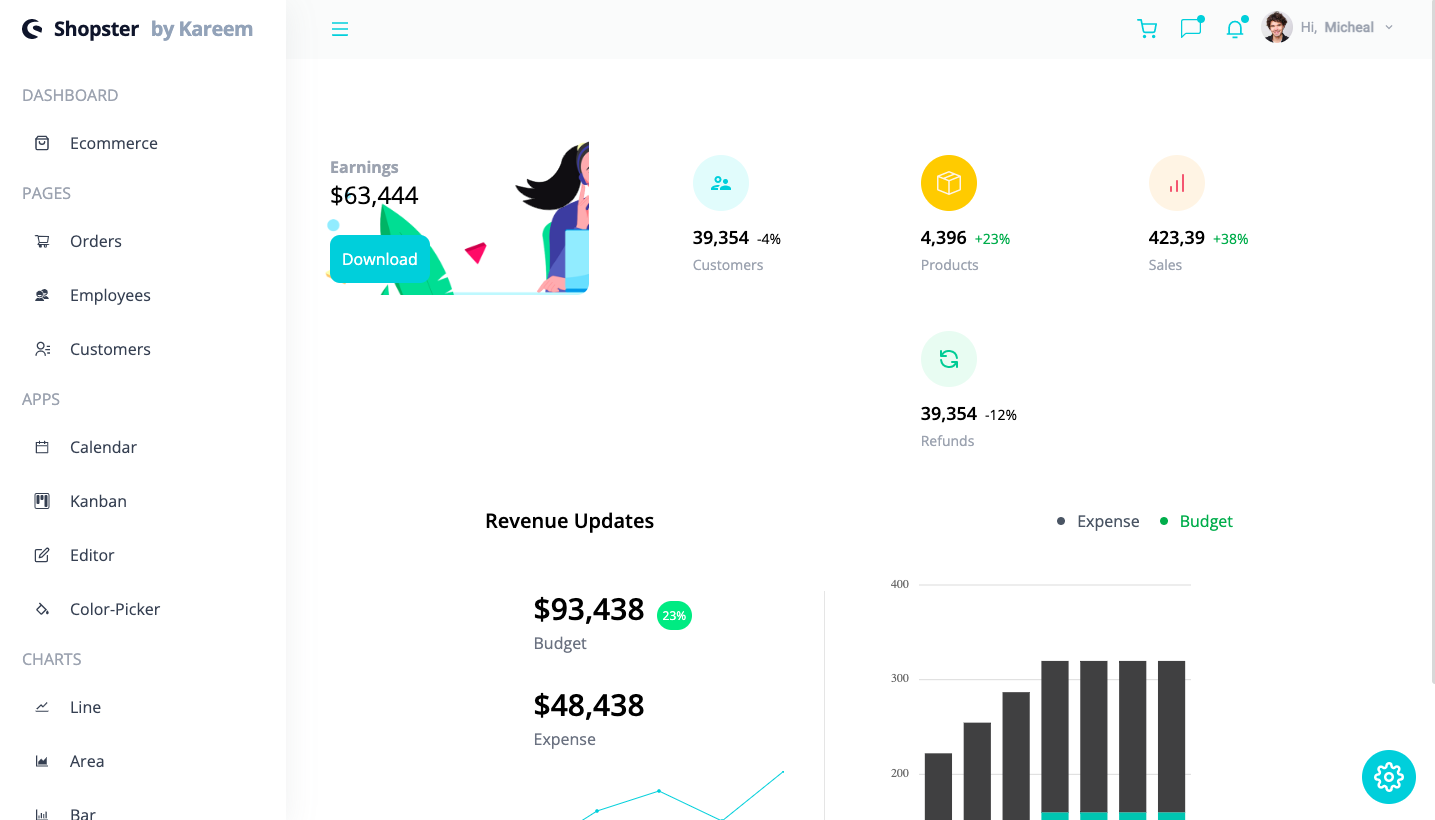 Shopster by Kareem
Hi, Micheal
DASHBOARD
Ecommerce
PAGES
Orders
Employees
Customers
APPS
Calendar
Kanban
Editor
Color-Picker
CHARTS
Line
Area
Bar
Earnings
$63,444
Download
39,354 -4%
Customers
4,396 +23%
Products
423,39 +38%
Sales
39,354 -12%
Refunds
Revenue Updates
Expense Budget
$93,438 23%
Budget
$48,438
Expense
400
300
200